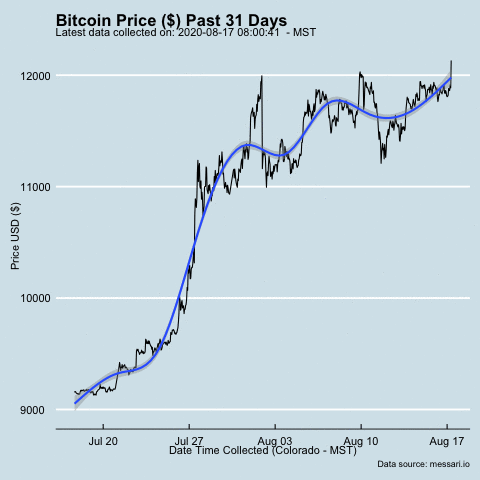 Bitcoin Price ($) Past 31 Days
Latest data collected on: 2020-08-17 08:00:41  - MST
Price USD ($)
12000
11000
10000
9000
Jul 20 Jul 27 Aug 03 Aug 10 Aug 17
Date Time Collected (Colorado - MST)
Data source: messari.io